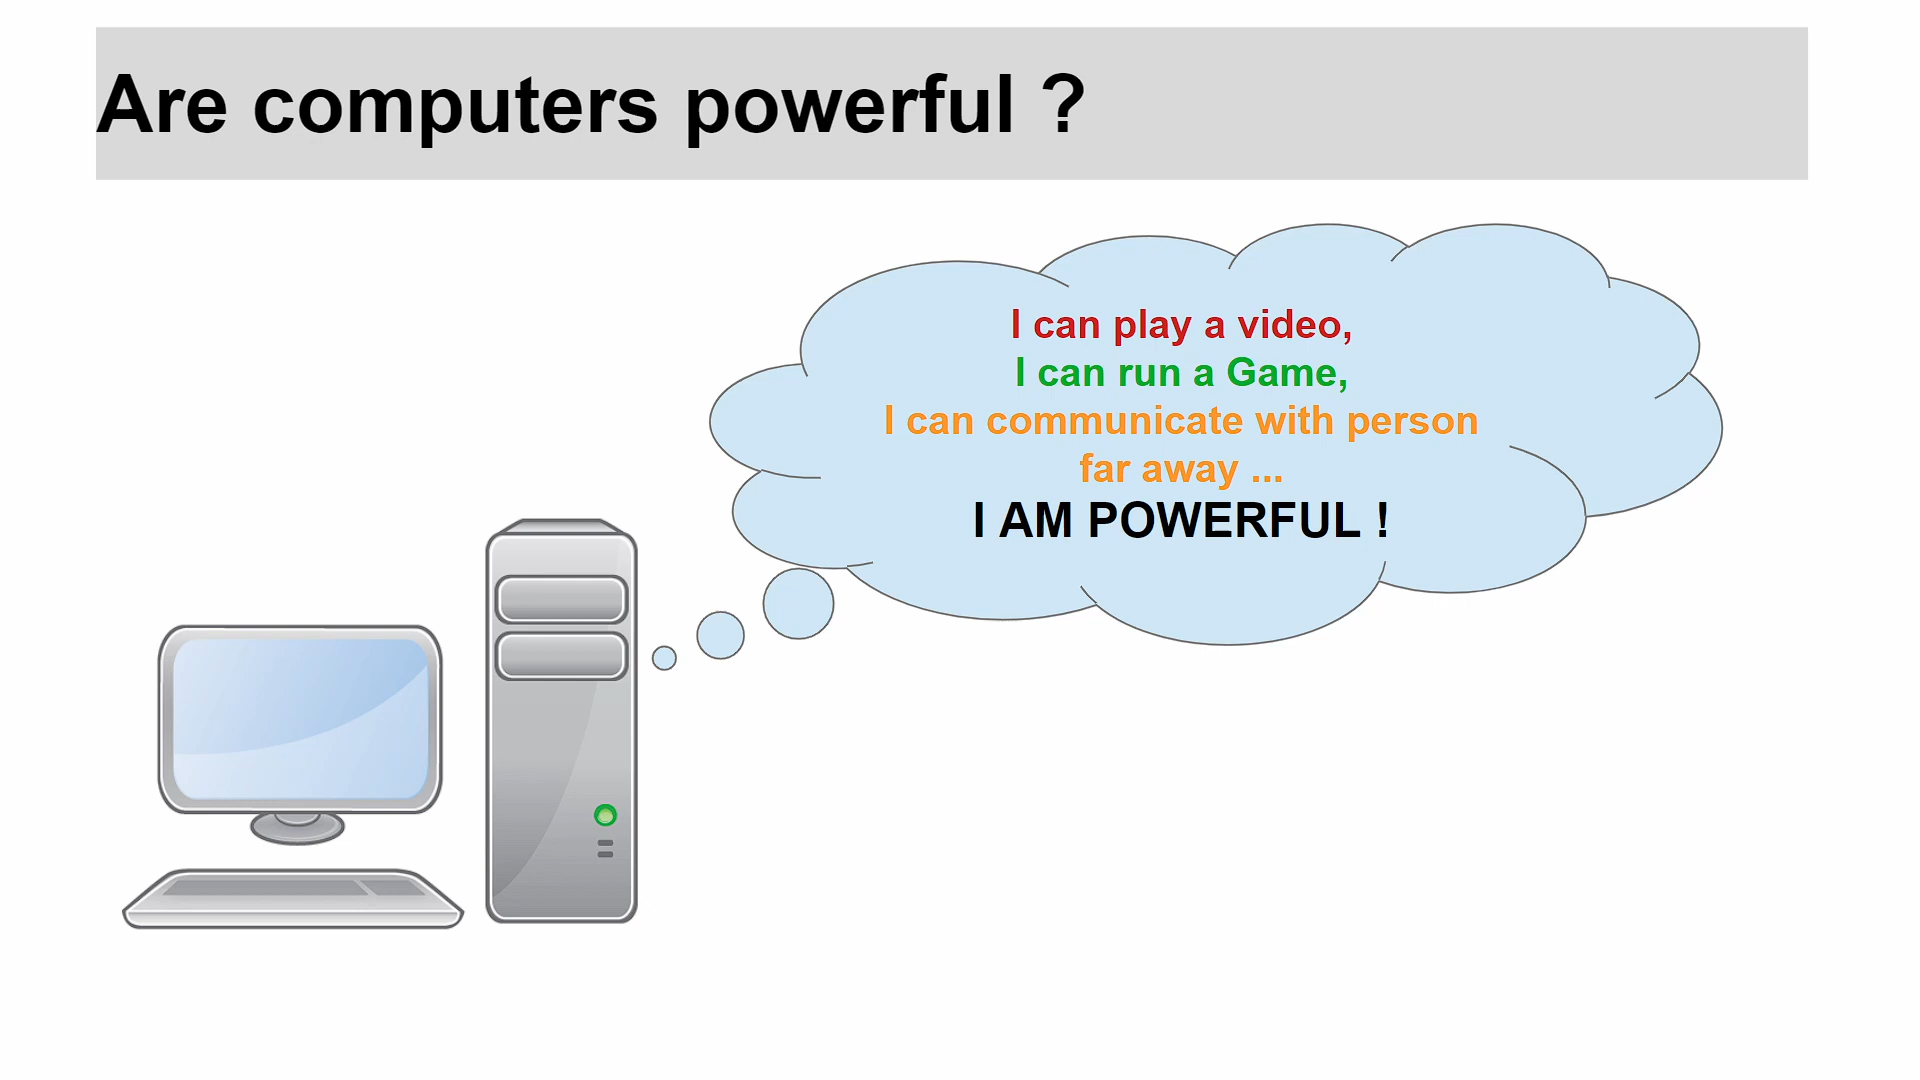 Are computers powerful ?
I can play a video,
I can run a Game,
I can communicate with person
far away ...
I AM POWERFUL !